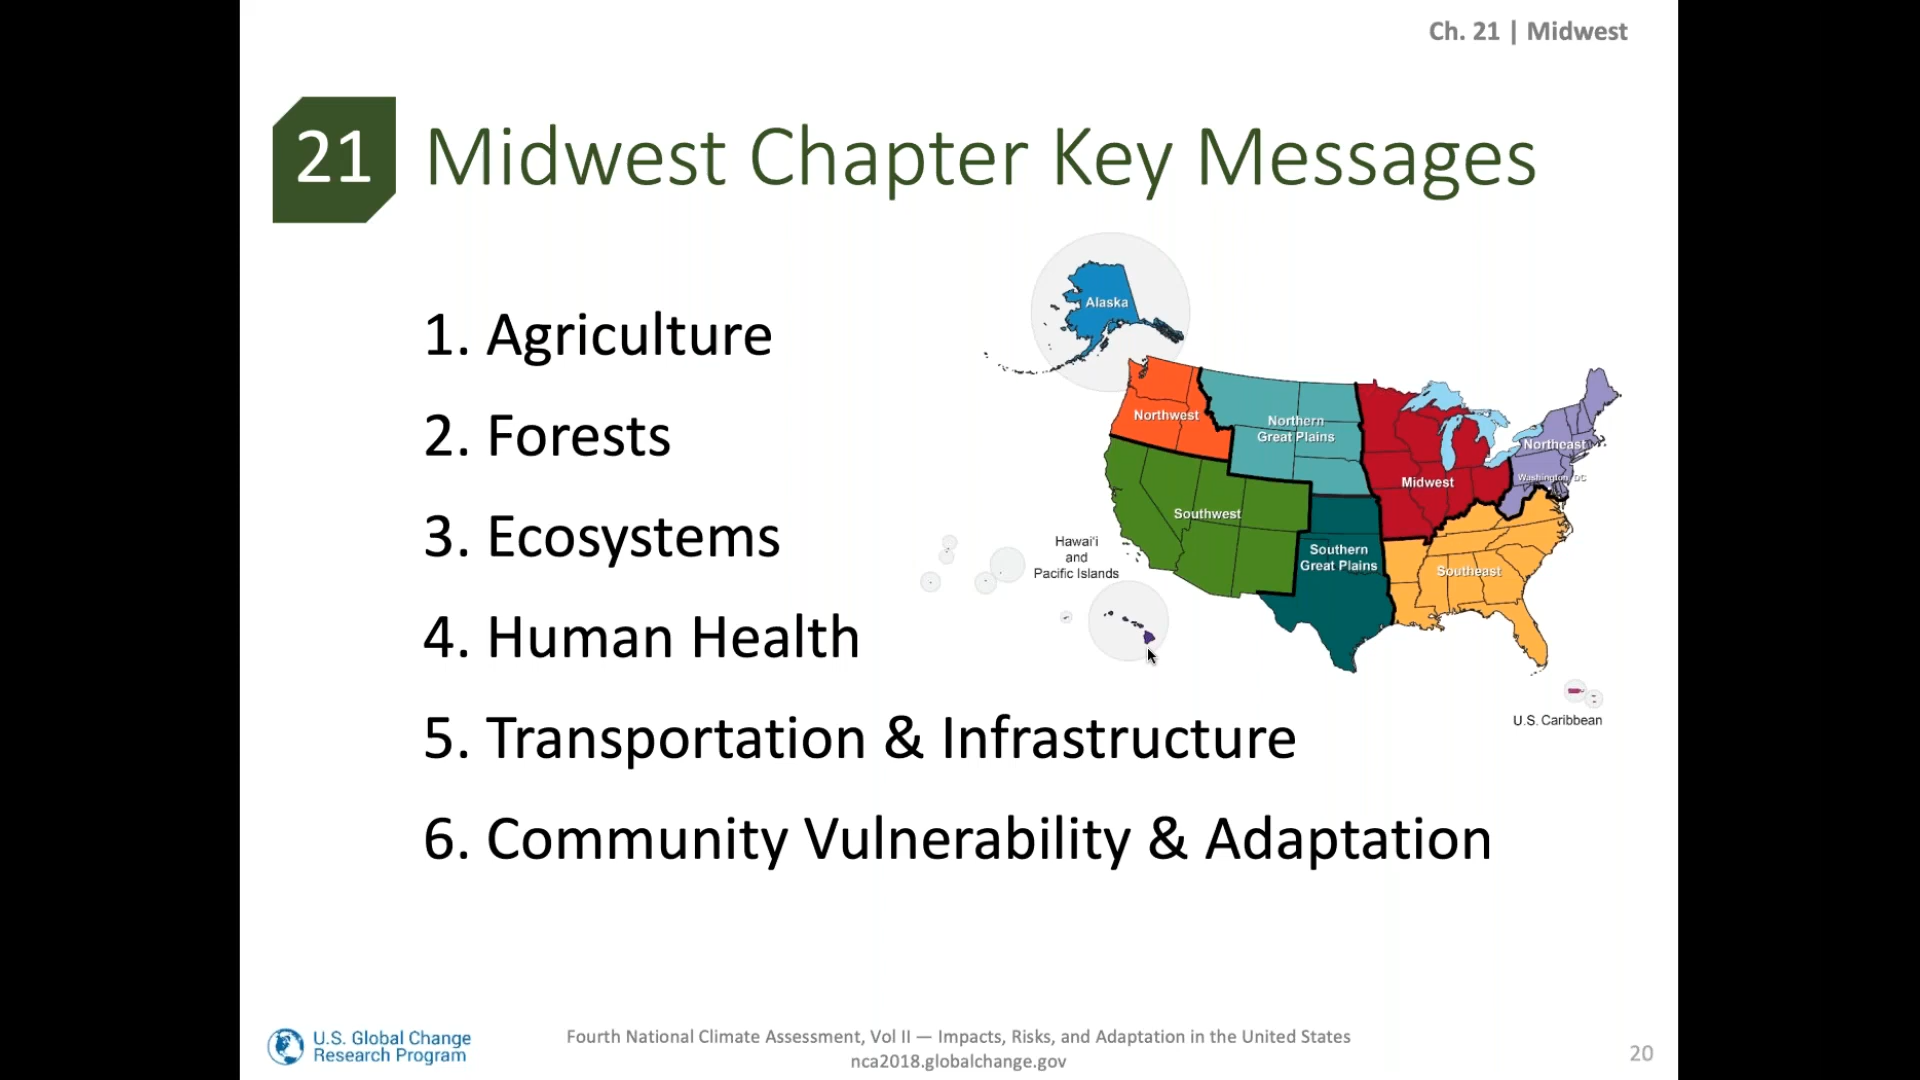 Ch. 21 | Midwest
21
Midwest Chapter Key Messages
1. Agriculture
2. Forests
3. Ecosystems
4. Human Health
5. Transportation & Infrastructure
6. Community Vulnerability & Adaptation
Alaska
Northwest
Northern
Great Plains
Midwest
Northeast
Washington, DC
Southwest
Southern
Great Plains
Southeast
Hawai'i
and
Pacific Islands
U.S. Caribbean
U.S. Global Change
Research Program
Fourth National Climate Assessment, Vol II — Impacts, Risks, and Adaptation in the United States
nca2018.globalchange.gov
20